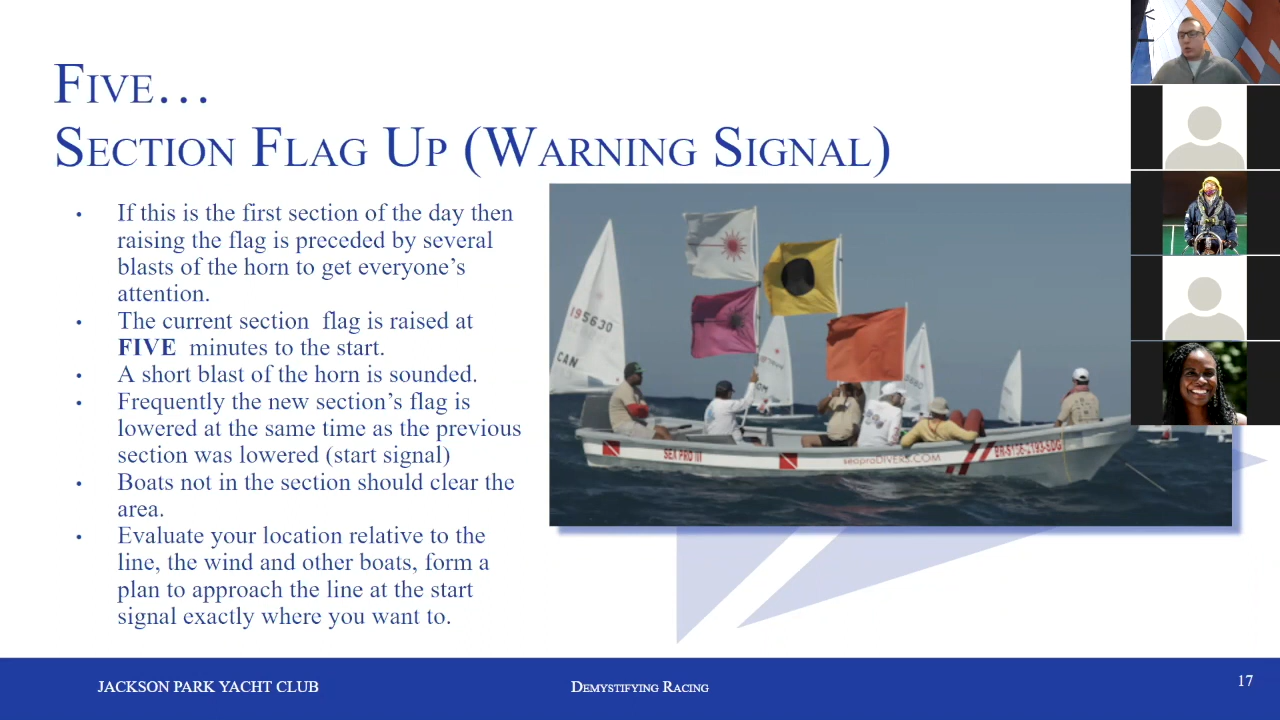 Five…
Section Flag Up (Warning Signal)
• If this is the first section of the day then
raising the flag is preceded by several
blasts of the horn to get everyone’s
attention.
• The current section flag is raised at
FIVE minutes to the start.
• A short blast of the horn is sounded.
• Frequently the new section’s flag is
lowered at the same time as the previous
section was lowered (start signal)
• Boats not in the section should clear the
area.
• Evaluate your location relative to the
line, the wind and other boats, form a
plan to approach the line at the start
signal exactly where you want to.
195630
CAN
SEA PRO III
seaproDIVERS.COM
JACKSON PARK YACHT CLUB
Demystifying Racing
17